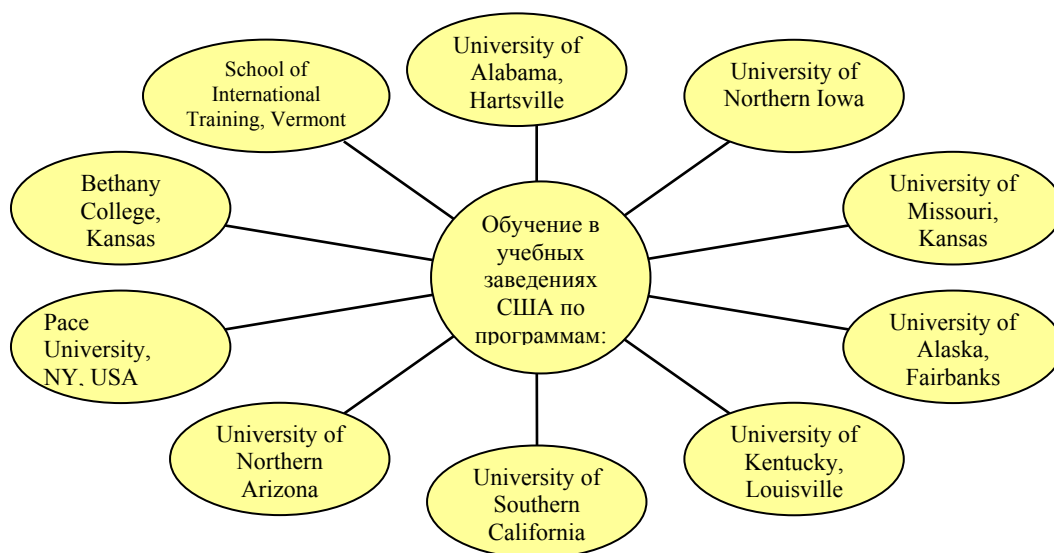 University of
Alabama,
Hartsville
School of
International
Training, Vermont
University of
Northern Iowa
Bethany
College,
Kansas
University of
Missouri,
Kansas
Обучение в
учебных
заведениях
США по
программам:
Pace
University,
NY, USA
University of
Alaska,
Fairbanks
University of
Northern
Arizona
University of
Southern
California
University of
Kentucky,
Louisville